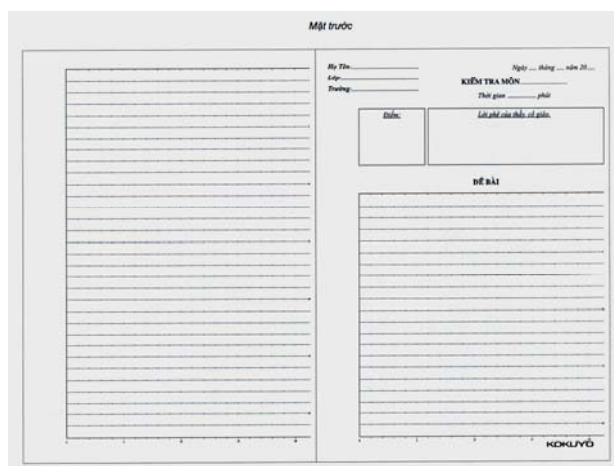 Mặt trước
Họ Tên:
Ngày .... tháng .... năm 20....
Lớp:
KIỂM TRA MÔN
Trường:
Thời gian phút
Điểm:
Lời phê của thầy, cô giáo.
ĐỀ BÀI
KOKUYO